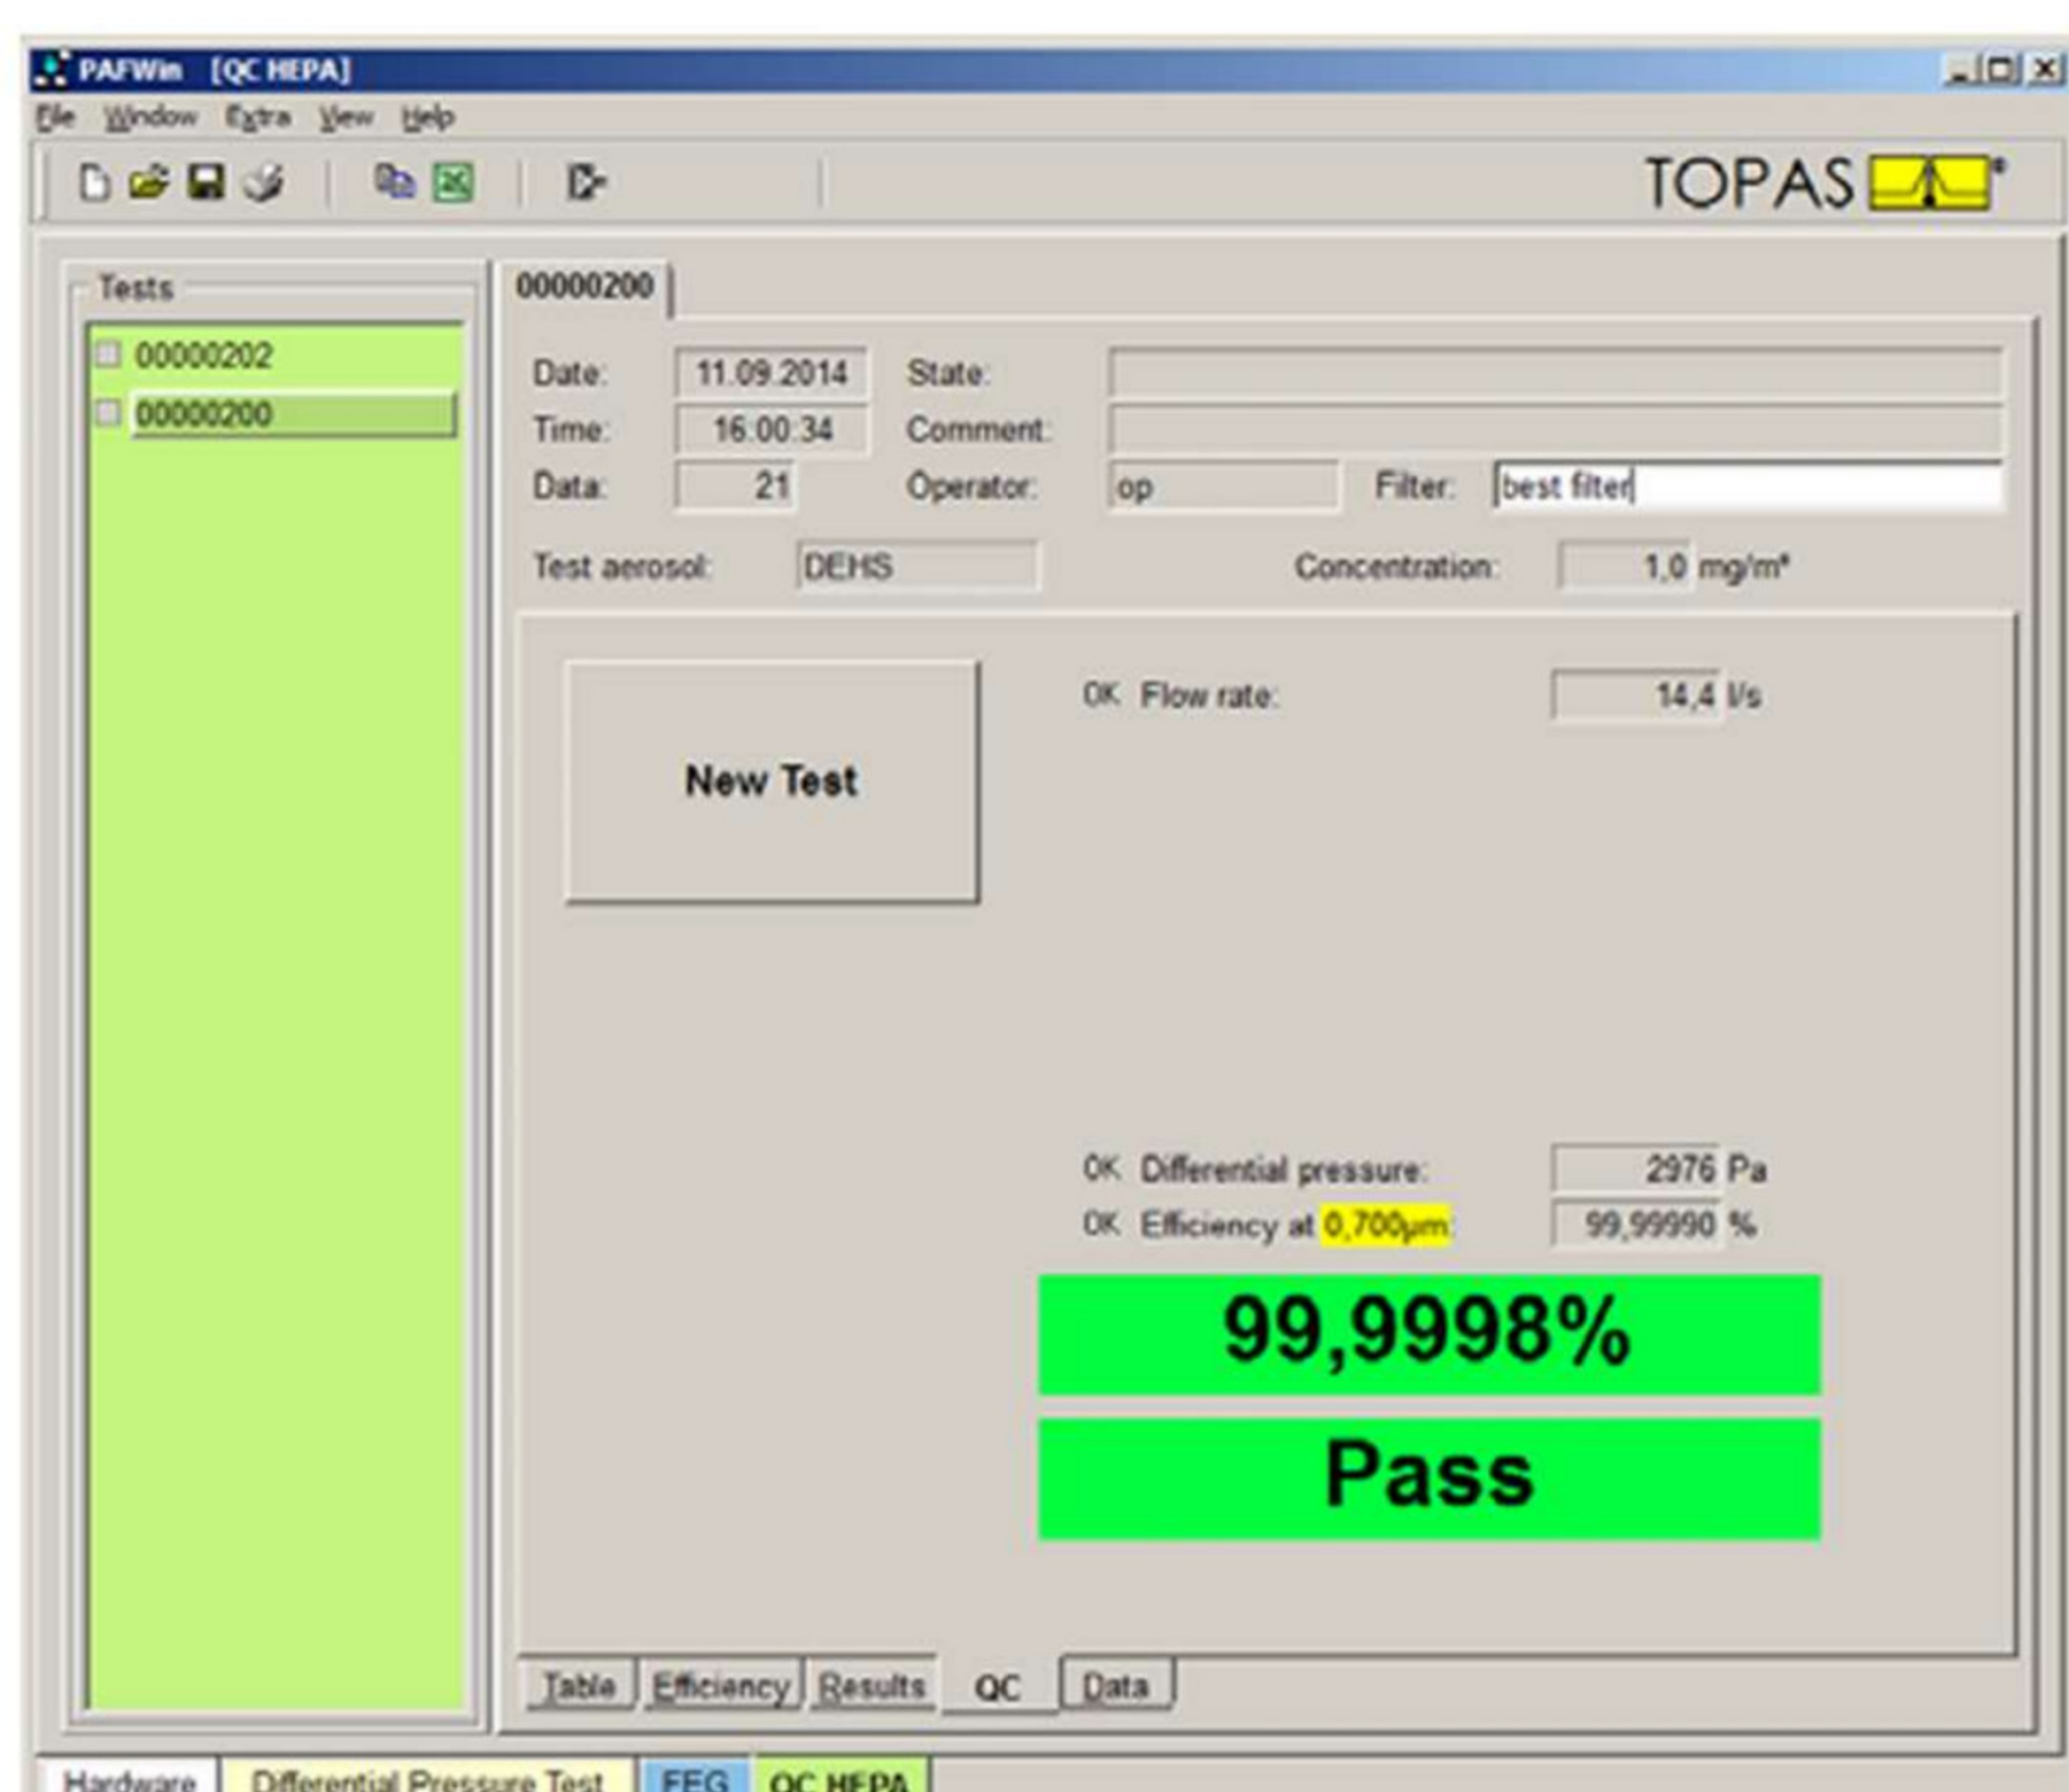 PAFWin [QC HEPA]
File Window Extra View Help
TOPAS ®
Tests
00000202
00000200
00000200
Date: 11.09.2014 State:
Time: 16:00:34 Comment:
Data: 21 Operator: op Filter: best filter
Test aerosol: DEHS Concentration: 1,0 mg/m³
New Test
OK Flow rate: 14,4 l/s
OK Differential pressure: 2976 Pa
OK Efficiency at 0,700µm: 99,99990 %
99,9998%
Pass
Table Efficiency Results QC Data
Hardware Differential Pressure Test FEG QC HEPA